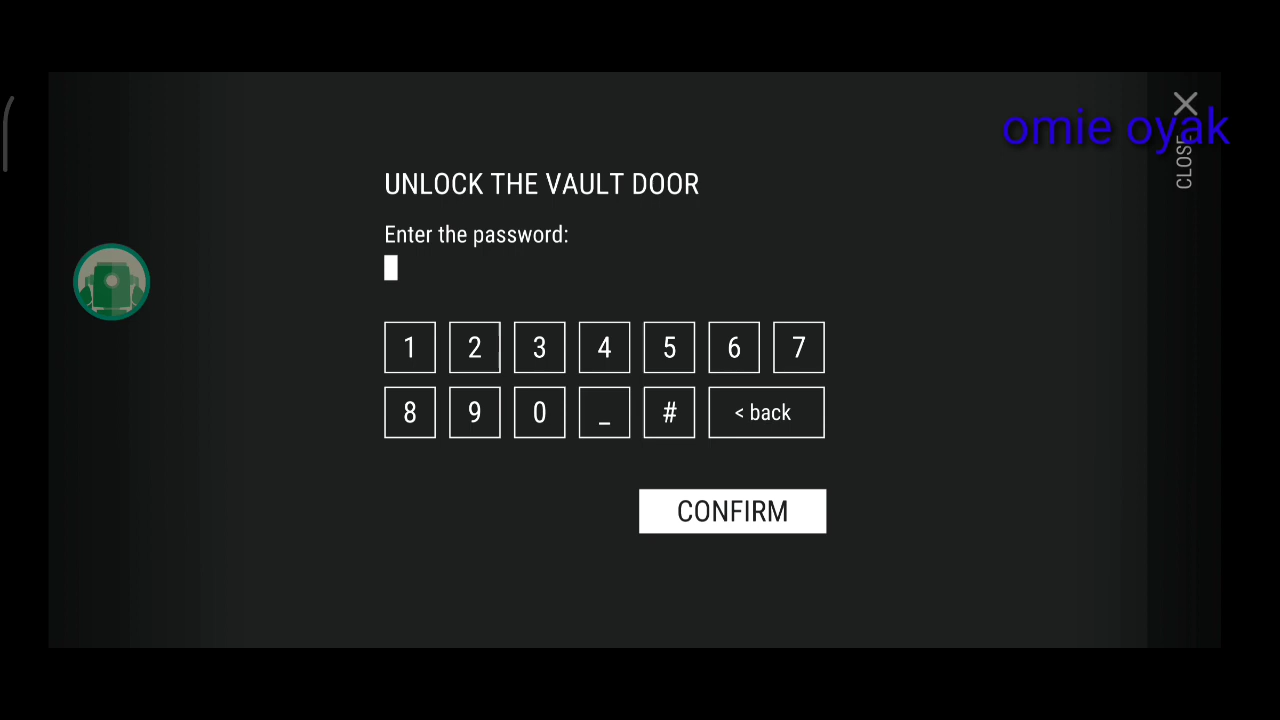 omie oyak
CLOSE
UNLOCK THE VAULT DOOR
Enter the password:
1 2 3 4 5 6 7
8 9 0 _ # < back
CONFIRM